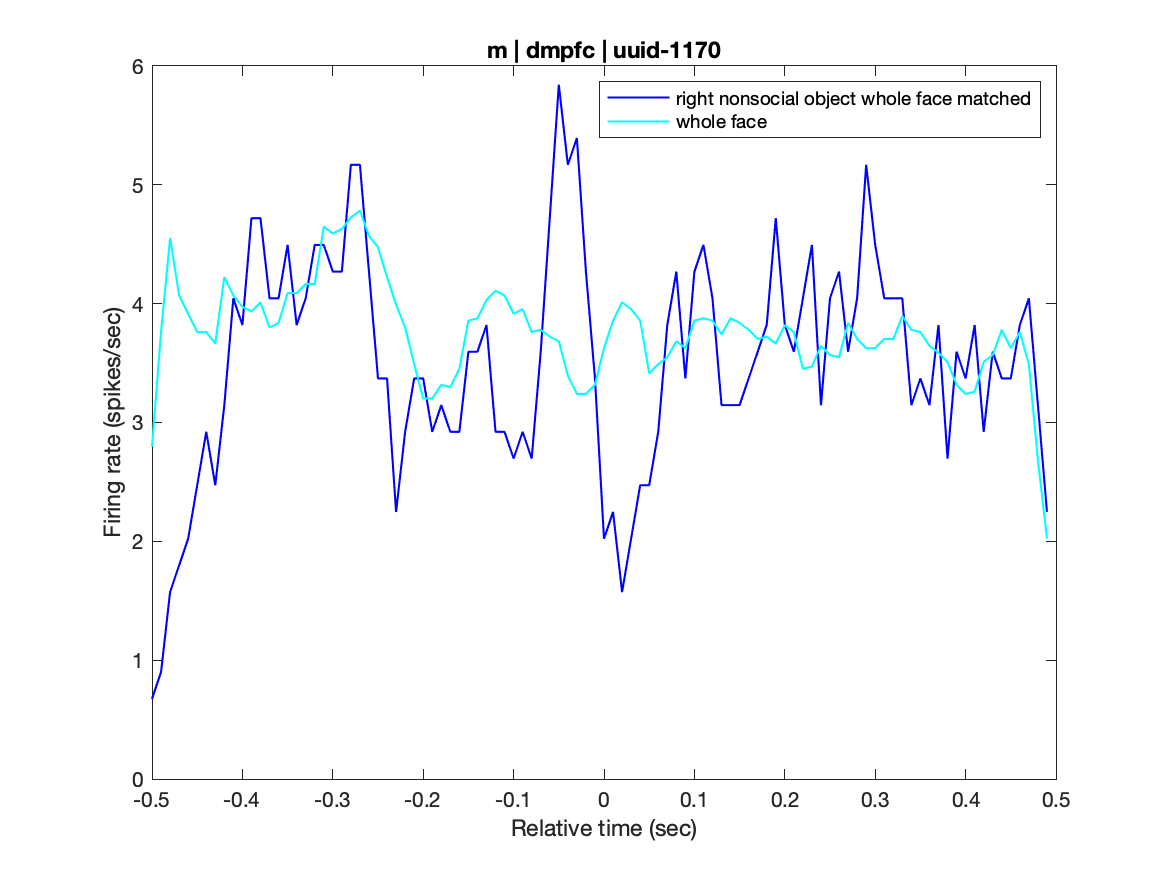 m | dmpfc | uuid-1170
right nonsocial object whole face matched
whole face
6
5
4
3
2
1
0
Firing rate (spikes/sec)
-0.5 -0.4 -0.3 -0.2 -0.1 0 0.1 0.2 0.3 0.4 0.5
Relative time (sec)